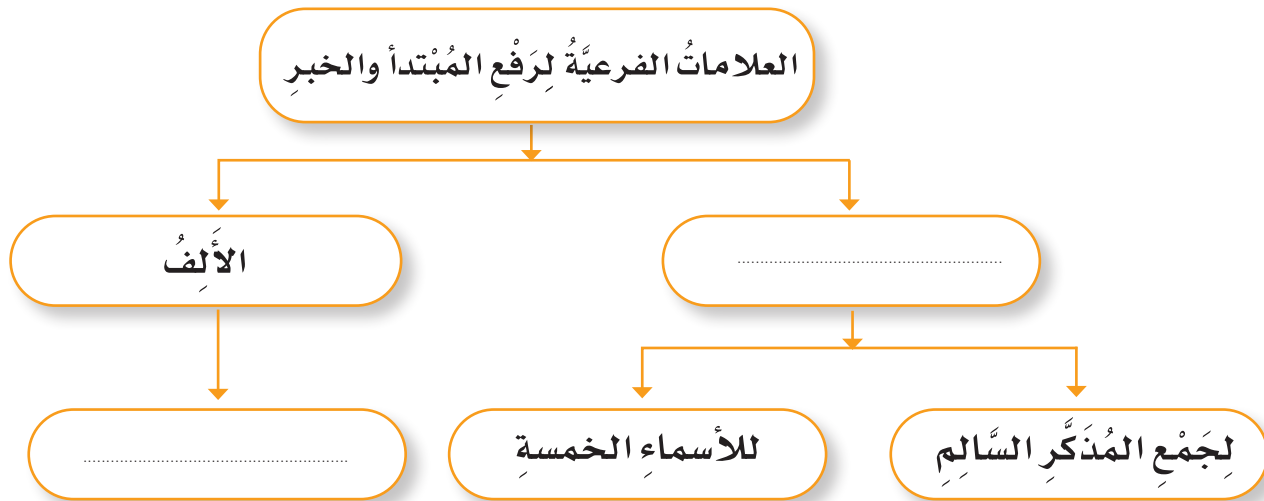 العلاماتُ الفرعيَّةُ لِرَفْعِ المُبْتدأ والخبرِ
........................................
الأَلِفُ
لِجَمْعِ المُذَكَّرِ السَّالِمِ
للأسماءِ الخمسةِ
........................................